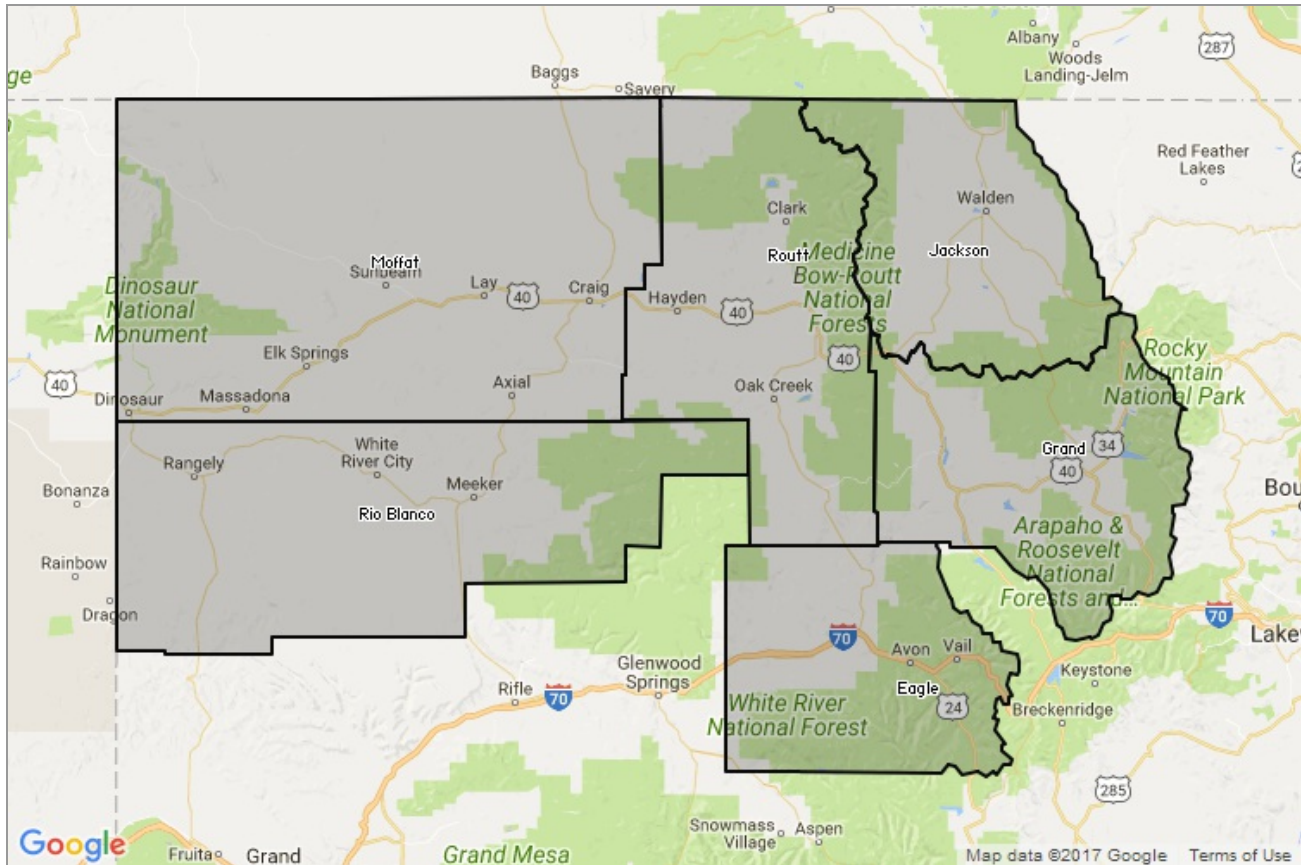 Albany
Woods
Landing-Jelm
287
Baggs
Savery
Red Feather
Lakes
Clark
Walden
Moffat
Sunbeam
Routt
Medicine
Bow-Routt
National
Forests
Jackson
Dinosaur
National
Monument
Lay
40
Craig
Hayden
40
Elk Springs
40
Rocky
Mountain
National Park
40
Dinosaur
Massadona
Axial
Oak Creek
Rangely
White
River City
Meeker
Grand
34
40
Bonanza
Rio Blanco
Arapaho &
Roosevelt
National
Forests and...
Bou
Rainbow
Dragon
70
Lake
70
Avon
Vail
Eagle
24
Glenwood
Springs
Rifle
70
Keystone
Breckenridge
White River
National Forest
285
Snowmass
Village
Aspen
Google
Fruita
Grand
Grand Mesa
Map data ©2017 Google
Terms of Use